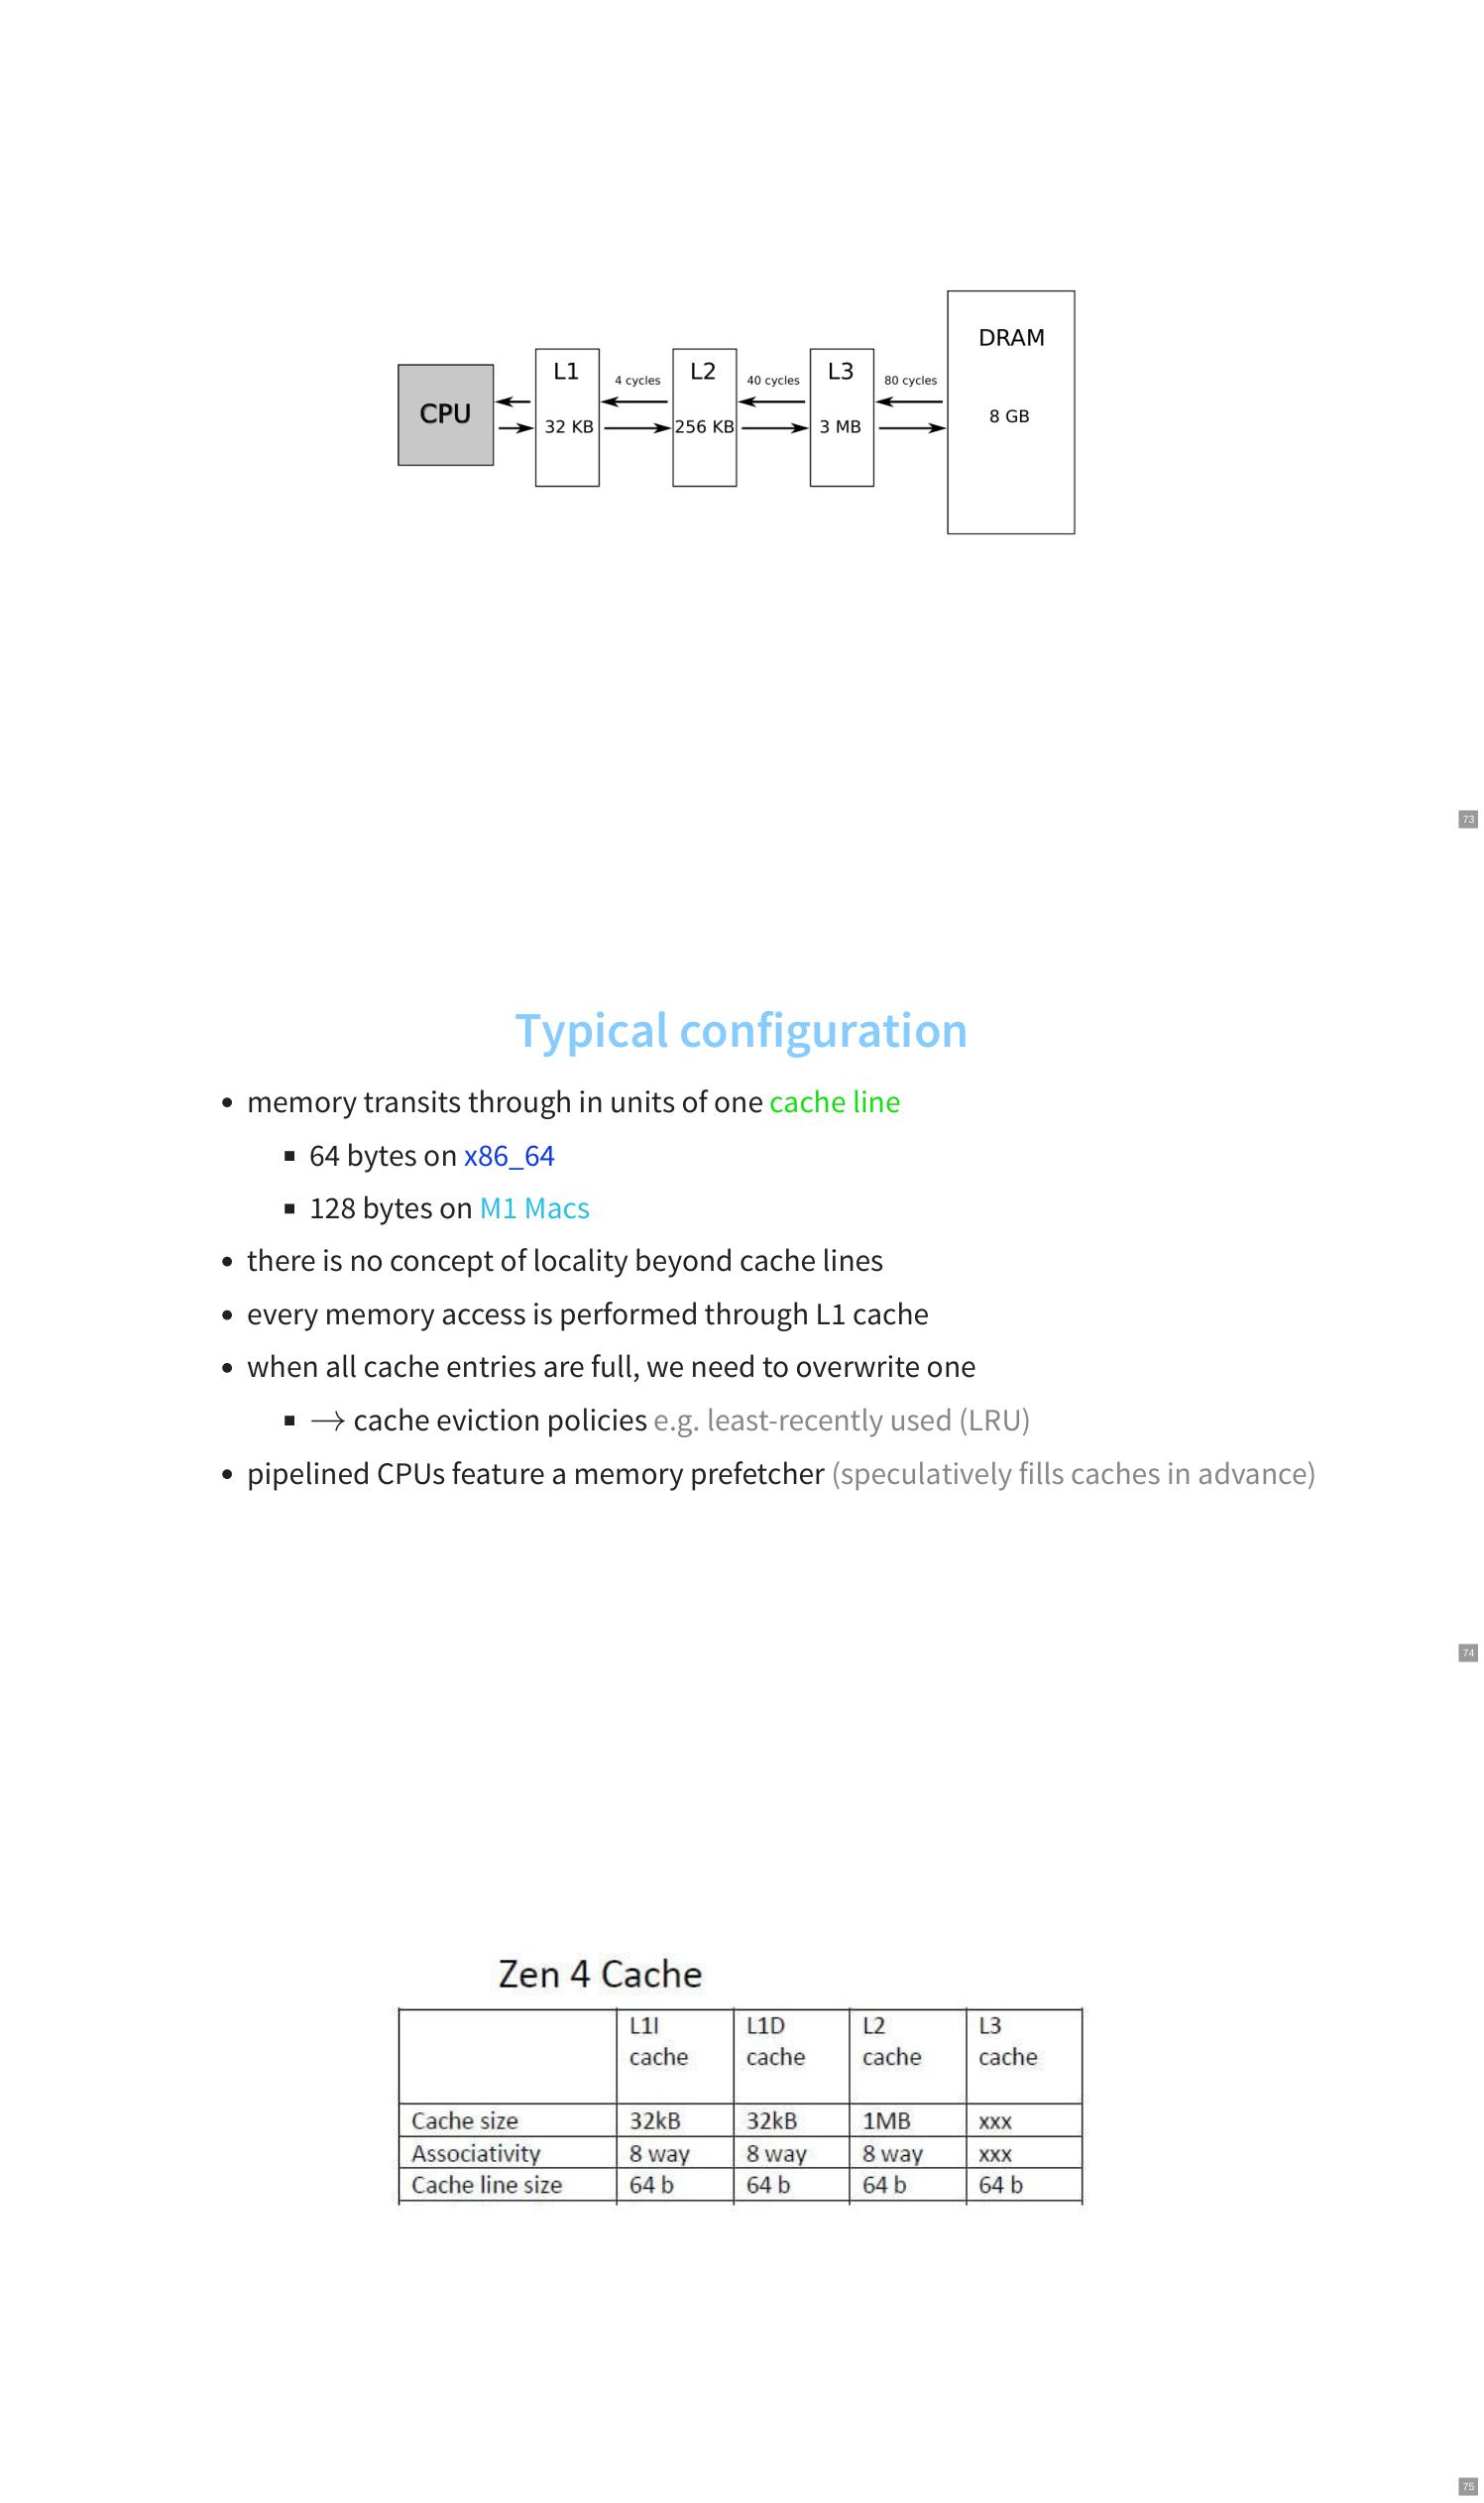 CPU
L1
32 KB
4 cycles
L2
256 KB
40 cycles
L3
3 MB
80 cycles
DRAM
8 GB
73
Typical configuration
• memory transits through in units of one cache line
▪ 64 bytes on x86_64
▪ 128 bytes on M1 Macs
• there is no concept of locality beyond cache lines
• every memory access is performed through L1 cache
• when all cache entries are full, we need to overwrite one
▪ → cache eviction policies e.g. least-recently used (LRU)
• pipelined CPUs feature a memory prefetcher (speculatively fills caches in advance)
74
Zen 4 Cache
L1I cache L1D cache L2 cache L3 cache
Cache size 32kB 32kB 1MB xxx
Associativity 8 way 8 way 8 way xxx
Cache line size 64 b 64 b 64 b 64 b
75